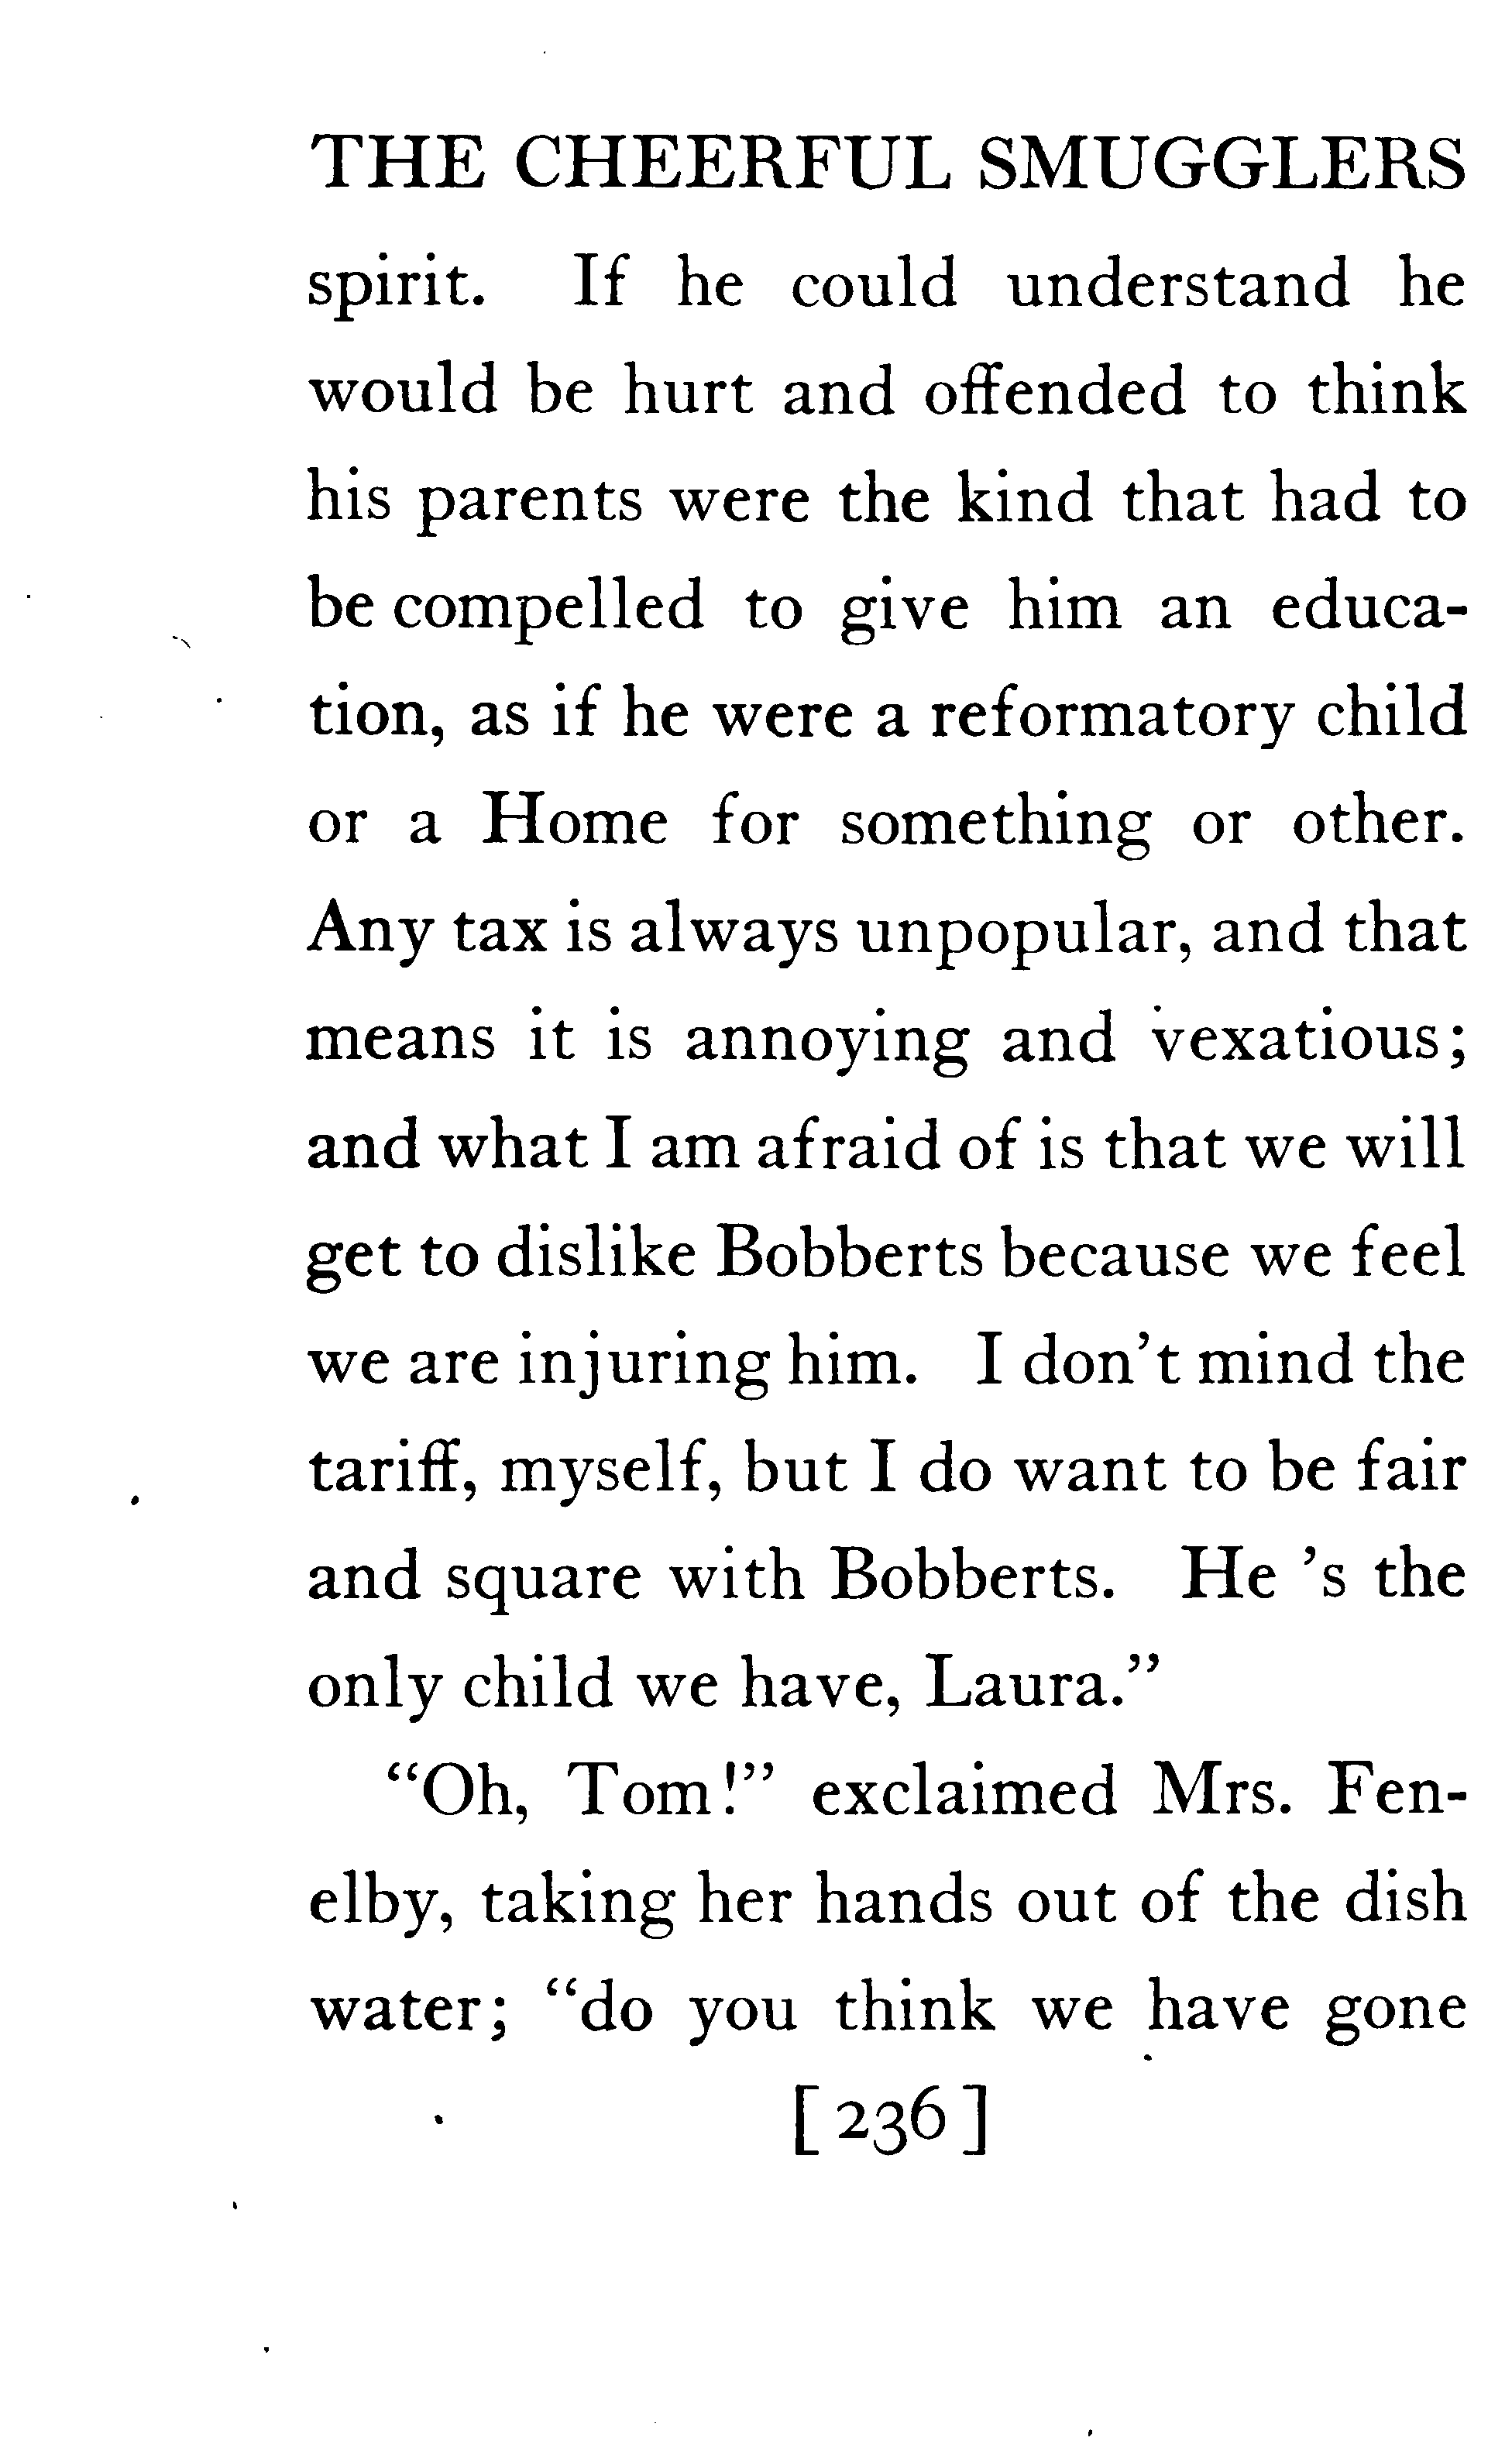 THE CHEERFUL SMUGGLERS
spirit. If he could understand he
would be hurt and offended to think
his parents were the kind that had to
be compelled to give him an educa-
tion, as if he were a reformatory child
or a Home for something or other.
Any tax is always unpopular, and that
means it is annoying and vexatious;
and what I am afraid of is that we will
get to dislike Bobberts because we feel
we are injuring him. I don't mind the
tariff, myself, but I do want to be fair
and square with Bobberts. He 's the
only child we have, Laura."
"Oh, Tom!" exclaimed Mrs. Fen-
elby, taking her hands out of the dish
water; "do you think we have gone
[236]